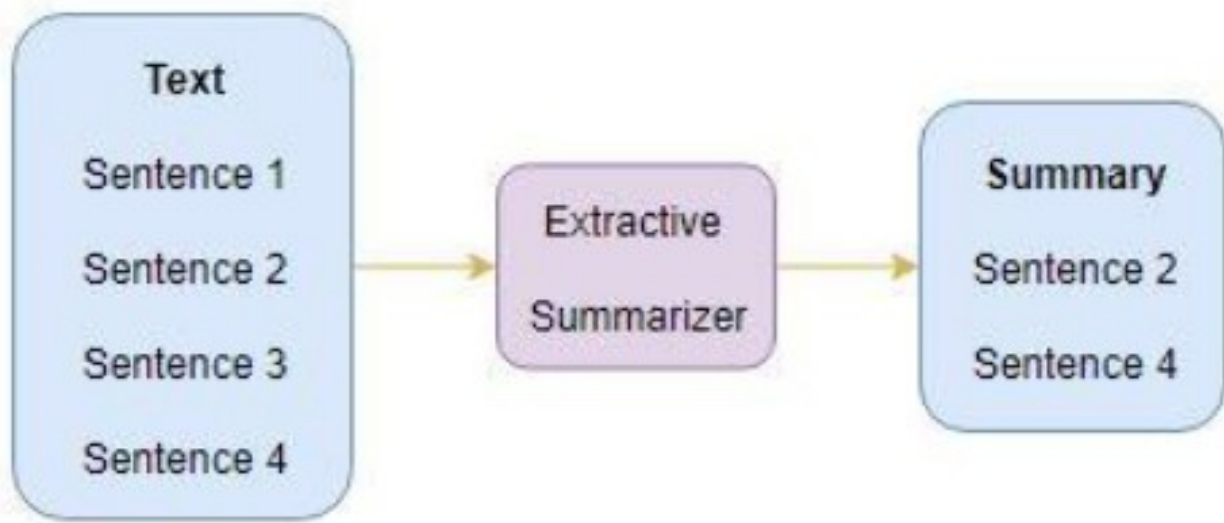 Text
Sentence 1
Sentence 2
Sentence 3
Sentence 4
Extractive
Summarizer
Summary
Sentence 2
Sentence 4